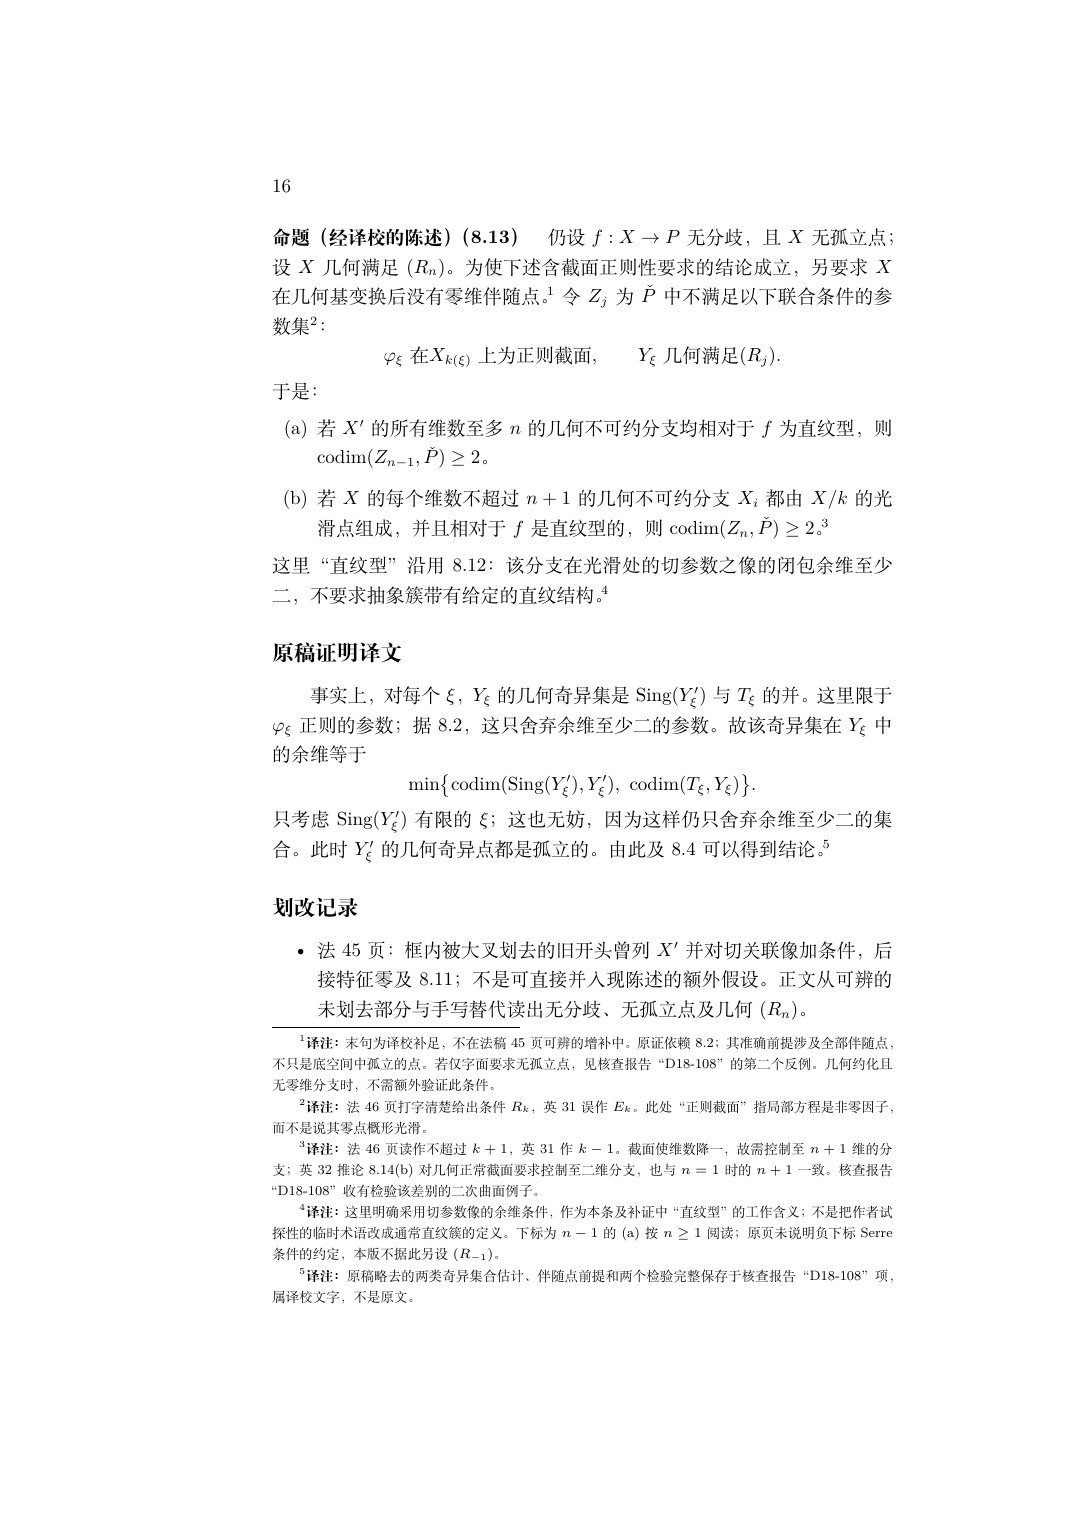 16
命题（经译校的陈述）(8.13) 仍设 f : X → P 无分歧，且 X 无孤立点；
设 X 几何满足 (Rₙ)。为使下述含截面正则性要求的结论成立，另要求 X
在几何基变换后没有零维伴随点。¹ 令 Zⱼ 为 P̌ 中不满足以下联合条件的参
数集²：
φ_ξ 在X_{k(ξ)} 上为正则截面, Y_ξ 几何满足(Rⱼ).
于是：
(a) 若 X′ 的所有维数至多 n 的几何不可约分支均相对于 f 为直纹型，则
codim(Z_{n−1}, P̌) ≥ 2。
(b) 若 X 的每个维数不超过 n + 1 的几何不可约分支 Xᵢ 都由 X/k 的光
滑点组成，并且相对于 f 是直纹型的，则 codim(Zₙ, P̌) ≥ 2。³
这里“直纹型”沿用 8.12：该分支在光滑处的切参数之像的闭包余维至少
二，不要求抽象簇带有给定的直纹结构。⁴
原稿证明译文
事实上，对每个 ξ，Y_ξ 的几何奇异集是 Sing(Y′_ξ) 与 T_ξ 的并。这里限于
φ_ξ 正则的参数；据 8.2，这只舍弃余维至少二的参数。故该奇异集在 Y_ξ 中
的余维等于
min{codim(Sing(Y′_ξ), Y′_ξ), codim(T_ξ, Y_ξ)}.
只考虑 Sing(Y′_ξ) 有限的 ξ；这也无妨，因为这样仍只舍弃余维至少二的集
合。此时 Y′_ξ 的几何奇异点都是孤立的。由此及 8.4 可以得到结论。⁵
划改记录
• 法 45 页：框内被大叉划去的旧开头曾列 X′ 并对切关联像加条件，后
接特征零及 8.11；不是可直接并入现陈述的额外假设。正文从可辨的
未划去部分与手写替代读出无分歧、无孤立点及几何 (Rₙ)。
¹译注：末句为译校补足，不在法稿 45 页可辨的增补中。原证依赖 8.2；其准确前提涉及全部伴随点，
不只是底空间中孤立的点。若仅字面要求无孤立点，见核查报告“D18-108”的第二个反例。几何约化且
无零维分支时，不需额外验证此条件。
²译注：法 46 页打字清楚给出条件 R_k，英 31 误作 E_k。此处“正则截面”指局部方程是非零因子，
而不是说其零点概形光滑。
³译注：法 46 页读作不超过 k + 1，英 31 作 k − 1。截面使维数降一，故需控制至 n + 1 维的分
支；英 32 推论 8.14(b) 对几何正常截面要求控制至二维分支，也与 n = 1 时的 n + 1 一致。核查报告
“D18-108”收有检验该差别的二次曲面例子。
⁴译注：这里明确采用切参数像的余维条件，作为本条及补证中“直纹型”的工作含义；不是把作者试
探性的临时术语改成通常直纹簇的定义。下标为 n − 1 的 (a) 按 n ≥ 1 阅读；原页未说明负下标 Serre
条件的约定，本版不据此另设 (R₋₁)。
⁵译注：原稿略去的两类奇异集合估计、伴随点前提和两个检验完整保存于核查报告“D18-108”项，
属译校文字，不是原文。